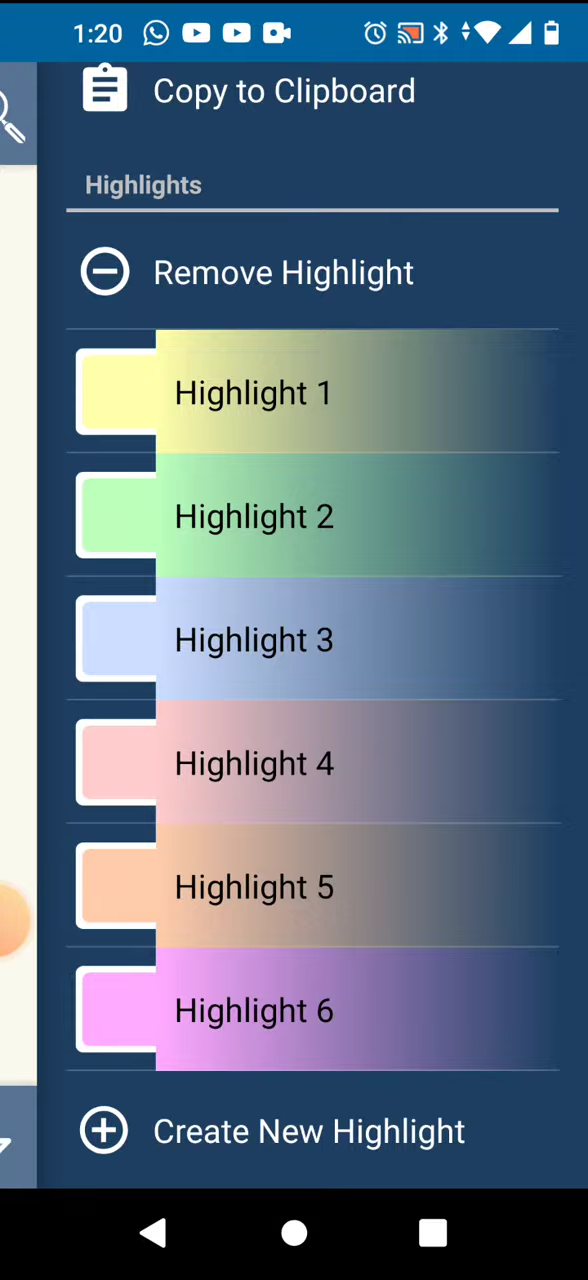 1:20
Copy to Clipboard
Highlights
Remove Highlight
Highlight 1
Highlight 2
Highlight 3
Highlight 4
Highlight 5
Highlight 6
Create New Highlight